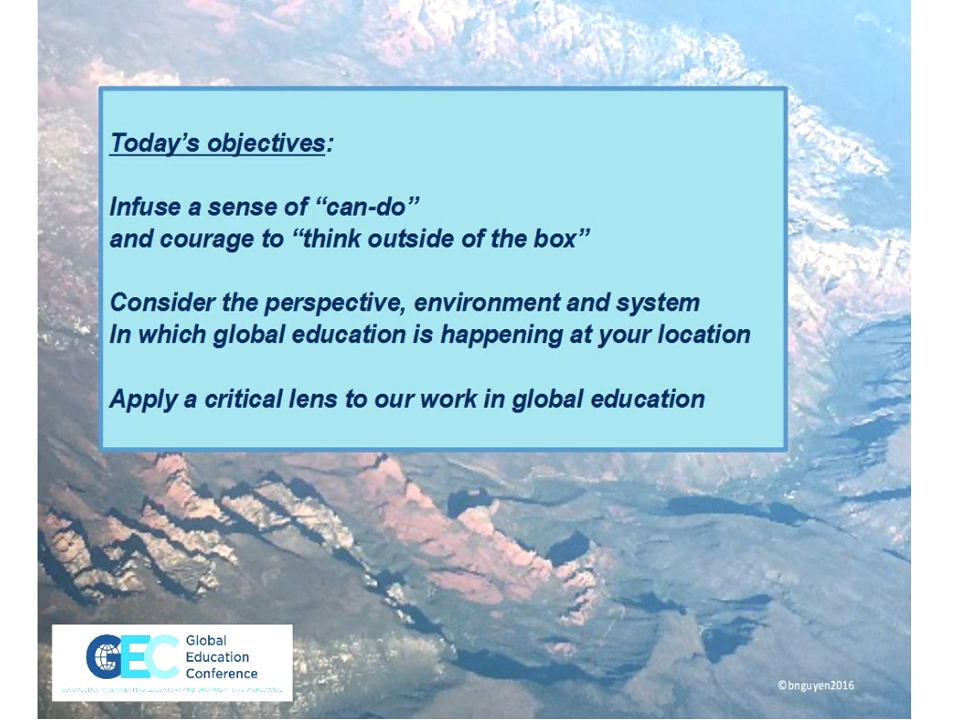 Today’s objectives:
Infuse a sense of “can-do”
and courage to “think outside of the box”
Consider the perspective, environment and system
In which global education is happening at your location
Apply a critical lens to our work in global education
GEC
Global
Education
Conference
©bnguyen2016